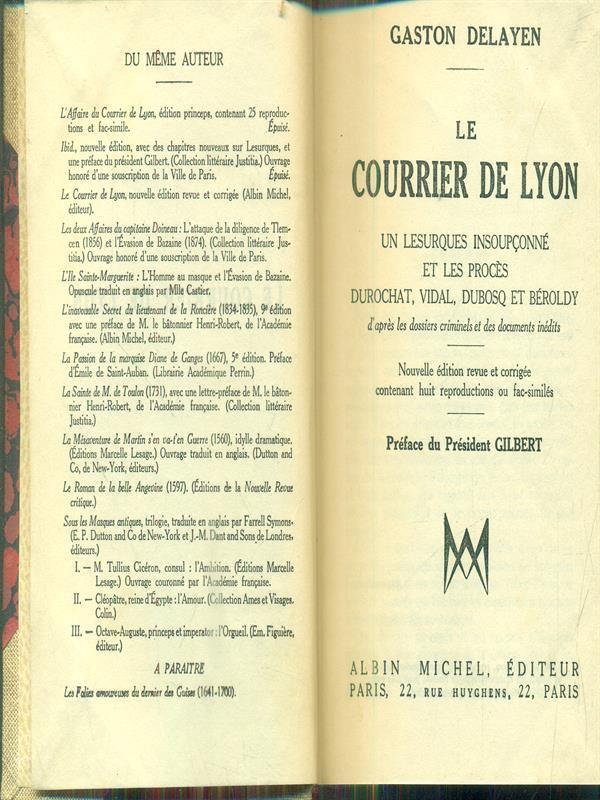 DU MÊME AUTEUR
L'Affaire du Courrier de Lyon, édition princeps, contenant 25 reproduc-
tions et fac-simile. Épuisé.
Ibid., nouvelle édition, avec des chapitres nouveaux sur Lesurques, et
une préface du président Gilbert. (Collection littéraire Justitia.) Ouvrage
honoré d'une souscription de la Ville de Paris. Épuisé.
Le Courrier de Lyon, nouvelle édition revue et corrigée (Albin Michel,
éditeur).
Les deux Affaires du capitaine Doineau : L'attaque de la diligence de Tlem-
cen (1856) et l'Evasion de Bazaine (1874). (Collection littéraire Jus-
titia.) Ouvrage honoré d'une souscription de la Ville de Paris.
L'Ile Sainte-Marguerite : L'Homme au masque et l'Evasion de Bazaine.
Opuscule traduit en anglais par Mlle Castier.
L'inavouable Secret du lieutenant de la Roncière (1834-1835), 9e édition
avec une préface de M. le bâtonnier Henri-Robert, de l'Académie
française. (Albin Michel, éditeur.)
La Passion de la marquise Diane de Ganges (1667), 5e édition. Préface
d'Émile de Saint-Auban. (Librairie Académique Perrin.)
La Sainte de M. de Toulon (1731), avec une lettre-préface de M. le bâton-
nier Henri-Robert, de l'Académie française. (Collection littéraire
Justitia.)
La Mésaventure de Martin s'en va-t'en Guerre (1560), idylle dramatique.
(Éditions Marcelle Lesage.) Ouvrage traduit en anglais. (Dutton and
Co, de New-York, éditeurs.)
Le Roman de la belle Angevine (1597). (Éditions de la Nouvelle Revue
critique.)
Sous les Masques antiques, trilogie, traduite en anglais par Farrell Symons.
(E. P. Dutton and Co de New-York et J.-M. Dant and Sons de Londres,
éditeurs.)
I. — M. Tullius Cicéron, consul : l'Ambition. (Éditions Marcelle
Lesage.) Ouvrage couronné par l'Académie française.
II. — Cléopâtre, reine d'Égypte : l'Amour. (Collection Ames et Visages.
Colin.)
III. — Octave-Auguste, princeps et imperator : l'Orgueil. (Em. Figuière,
éditeur.)
A PARAITRE
Les Folies amoureuses du dernier des Guises (1641-1700).
GASTON DELAYEN
LE
COURRIER DE LYON
UN LESURQUES INSOUPÇONNÉ
ET LES PROCÈS
DUROCHAT, VIDAL, DUBOSQ ET BÉROLDY
d'après les dossiers criminels et des documents inédits
Nouvelle édition revue et corrigée
contenant huit reproductions ou fac-similés
Préface du Président GILBERT
ALBIN MICHEL, ÉDITEUR
PARIS, 22, RUE HUYGHENS, 22, PARIS